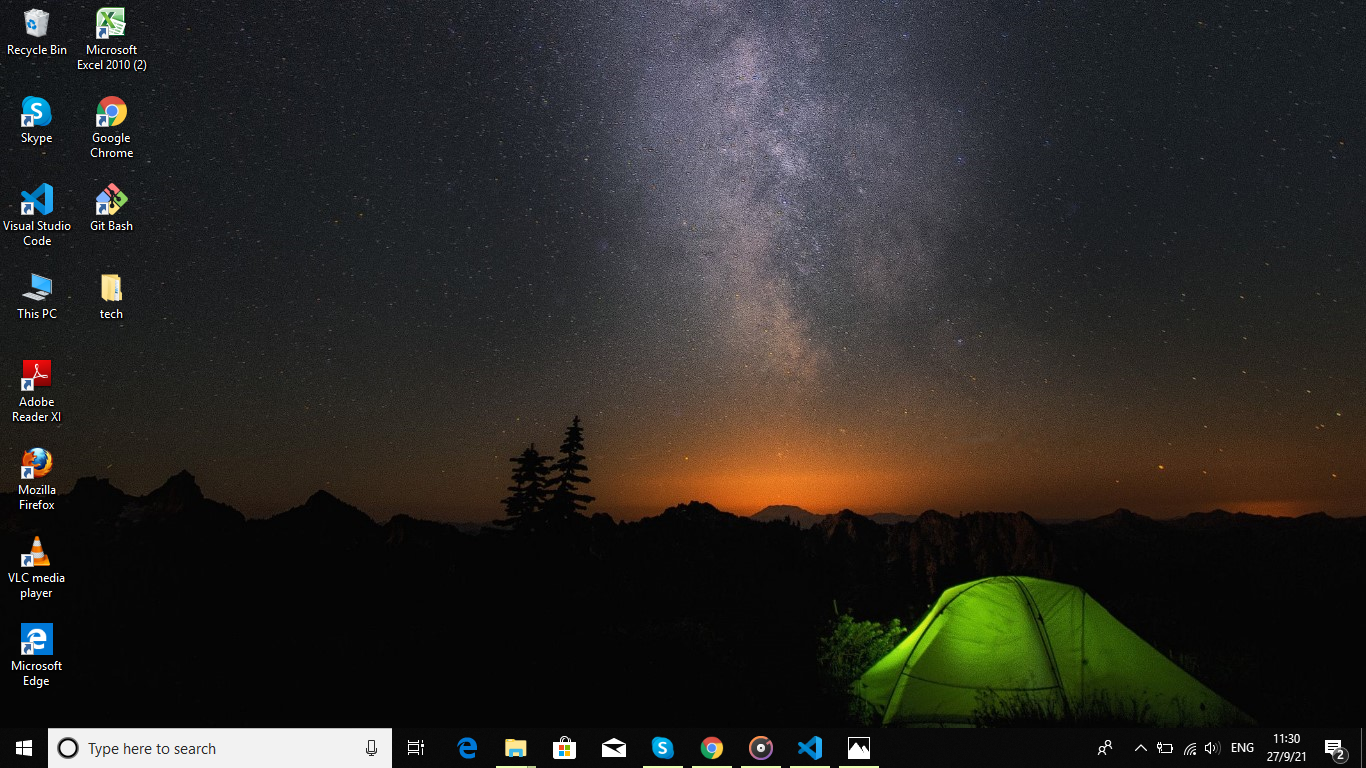 Recycle Bin
Microsoft
Excel 2010 (2)
Skype
Google
Chrome
Visual Studio
Code
Git Bash
This PC
tech
Adobe
Reader XI
Mozilla
Firefox
VLC media
player
Microsoft
Edge
Type here to search
ENG
11:30
27/9/21
2